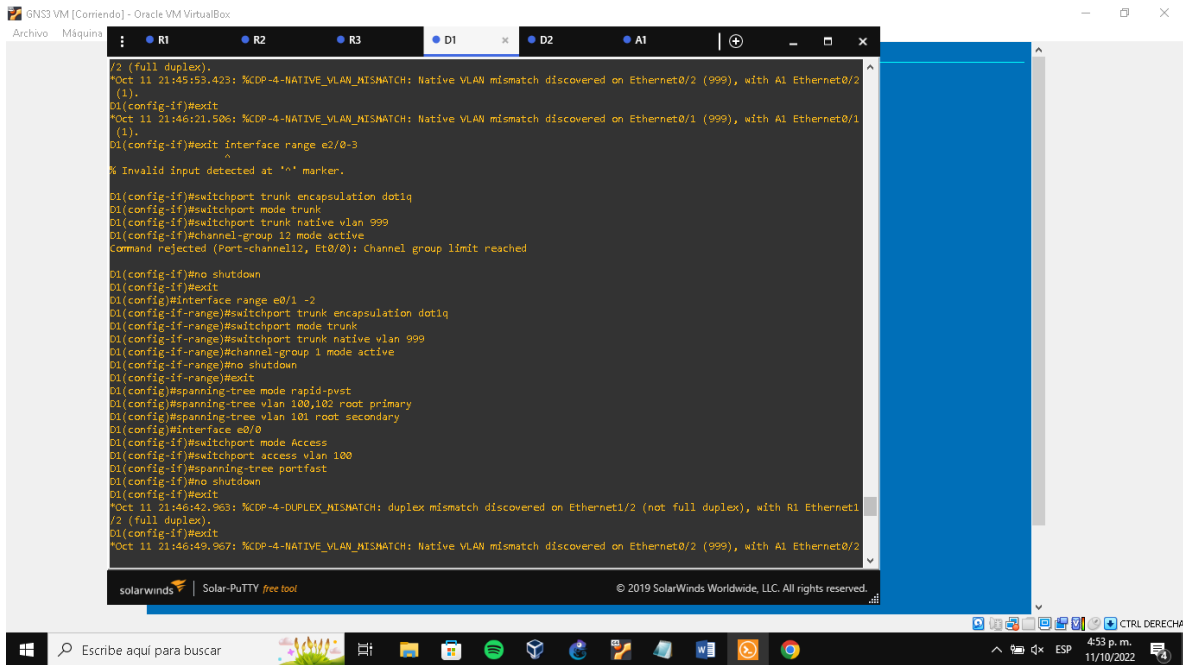 GNS3 VM [Corriendo] - Oracle VM VirtualBox
Archivo Máquina
R1 R2 R3 D1 × D2 A1
/2 (full duplex).
*Oct 11 21:45:53.423: %CDP-4-NATIVE_VLAN_MISMATCH: Native VLAN mismatch discovered on Ethernet0/2 (999), with A1 Ethernet0/2
(1).
D1(config-if)#exit
*Oct 11 21:46:21.506: %CDP-4-NATIVE_VLAN_MISMATCH: Native VLAN mismatch discovered on Ethernet0/1 (999), with A1 Ethernet0/1
(1).
D1(config-if)#exit interface range e2/0-3
^
% Invalid input detected at '^' marker.
D1(config-if)#switchport trunk encapsulation dot1q
D1(config-if)#switchport mode trunk
D1(config-if)#switchport trunk native vlan 999
D1(config-if)#channel-group 12 mode active
Command rejected (Port-channel12, Et0/0): Channel group limit reached
D1(config-if)#no shutdown
D1(config-if)#exit
D1(config)#interface range e0/1 -2
D1(config-if-range)#switchport trunk encapsulation dot1q
D1(config-if-range)#switchport mode trunk
D1(config-if-range)#switchport trunk native vlan 999
D1(config-if-range)#channel-group 1 mode active
D1(config-if-range)#no shutdown
D1(config-if-range)#exit
D1(config)#spanning-tree mode rapid-pvst
D1(config)#spanning-tree vlan 100,102 root primary
D1(config)#spanning-tree vlan 101 root secondary
D1(config)#interface e0/0
D1(config-if)#switchport mode Access
D1(config-if)#switchport access vlan 100
D1(config-if)#spanning-tree portfast
D1(config-if)#no shutdown
D1(config-if)#exit
*Oct 11 21:46:42.963: %CDP-4-DUPLEX_MISMATCH: duplex mismatch discovered on Ethernet1/2 (not full duplex), with R1 Ethernet1
/2 (full duplex).
D1(config-if)#exit
*Oct 11 21:46:49.967: %CDP-4-NATIVE_VLAN_MISMATCH: Native VLAN mismatch discovered on Ethernet0/2 (999), with A1 Ethernet0/2
solarwinds | Solar-PuTTY free tool © 2019 SolarWinds Worldwide, LLC. All rights reserved.
CTRL DERECHA
Escribe aquí para buscar
ESP
4:53 p. m.
11/10/2022
4